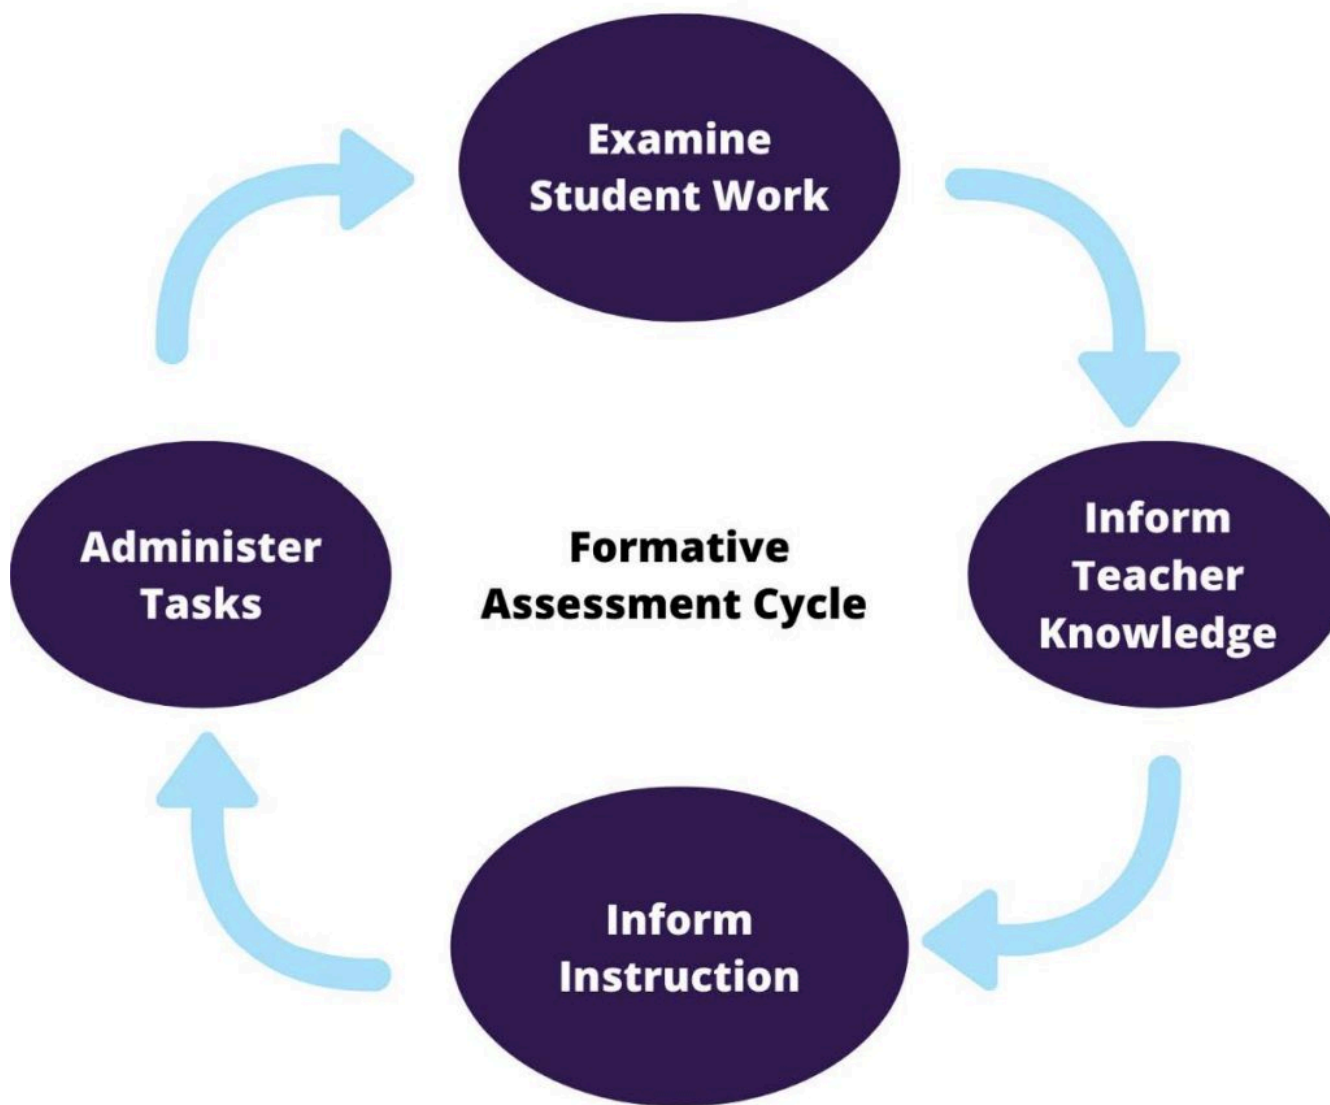 Examine
Student Work
Administer
Tasks
Formative
Assessment Cycle
Inform
Teacher
Knowledge
Inform
Instruction